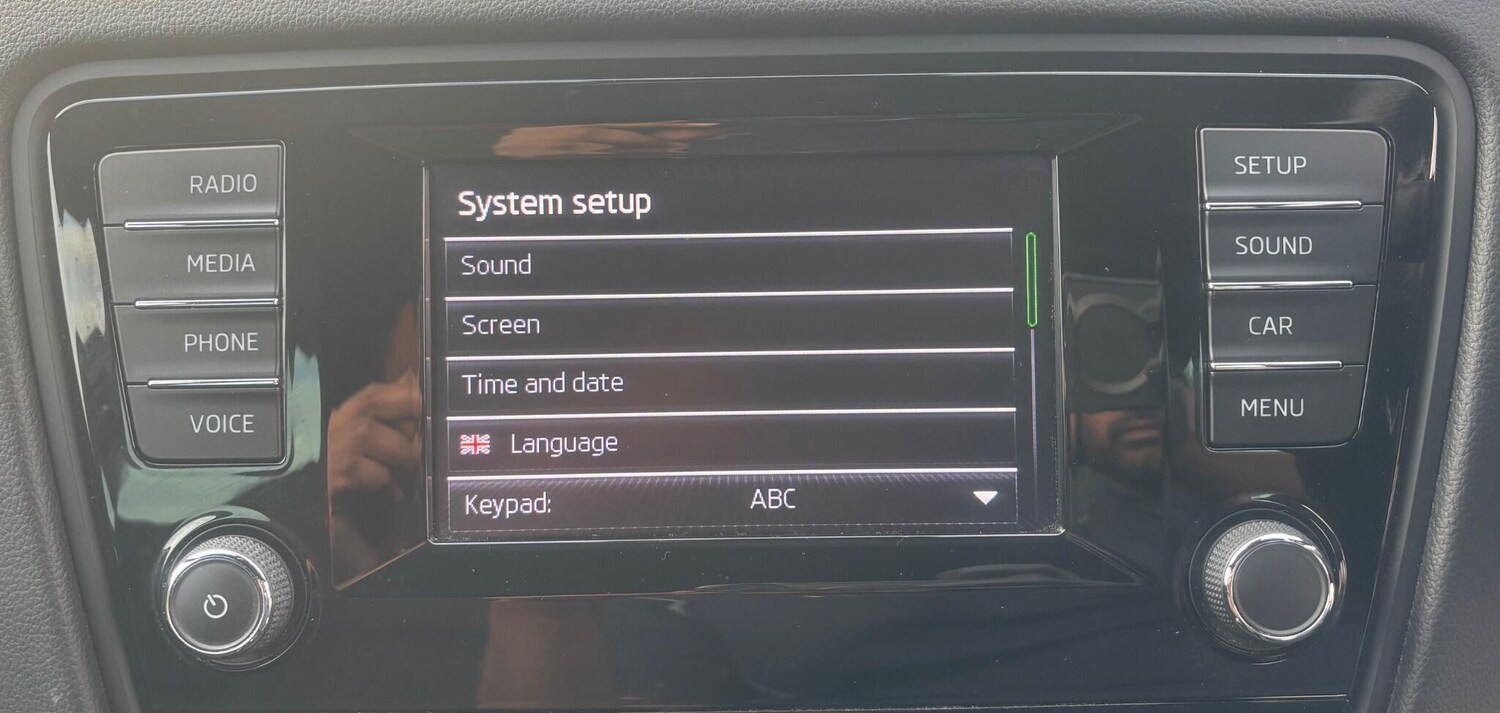 RADIO
MEDIA
PHONE
VOICE
System setup
Sound
Screen
Time and date
Language
Keypad: ABC
SETUP
SOUND
CAR
MENU